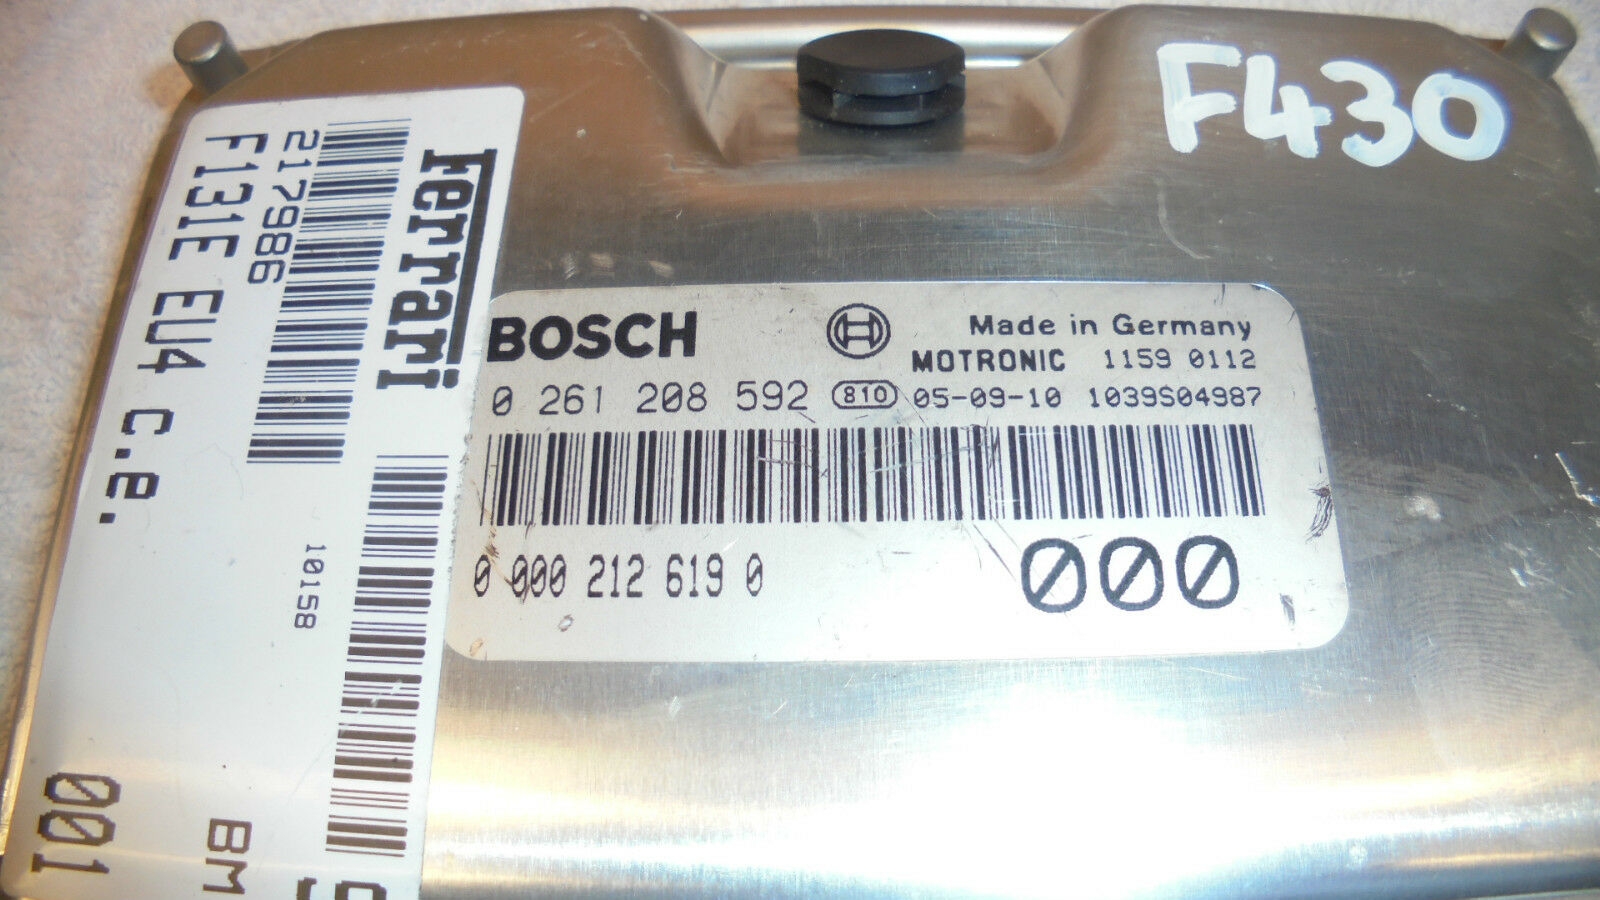 F430
Ferrari
217986
F131E EU4 c.e.
10158
001
BM
BOSCH
Made in Germany
MOTRONIC 1159 0112
0 261 208 592 810 05-09-10 1039S04987
0 000 212 619 0
000